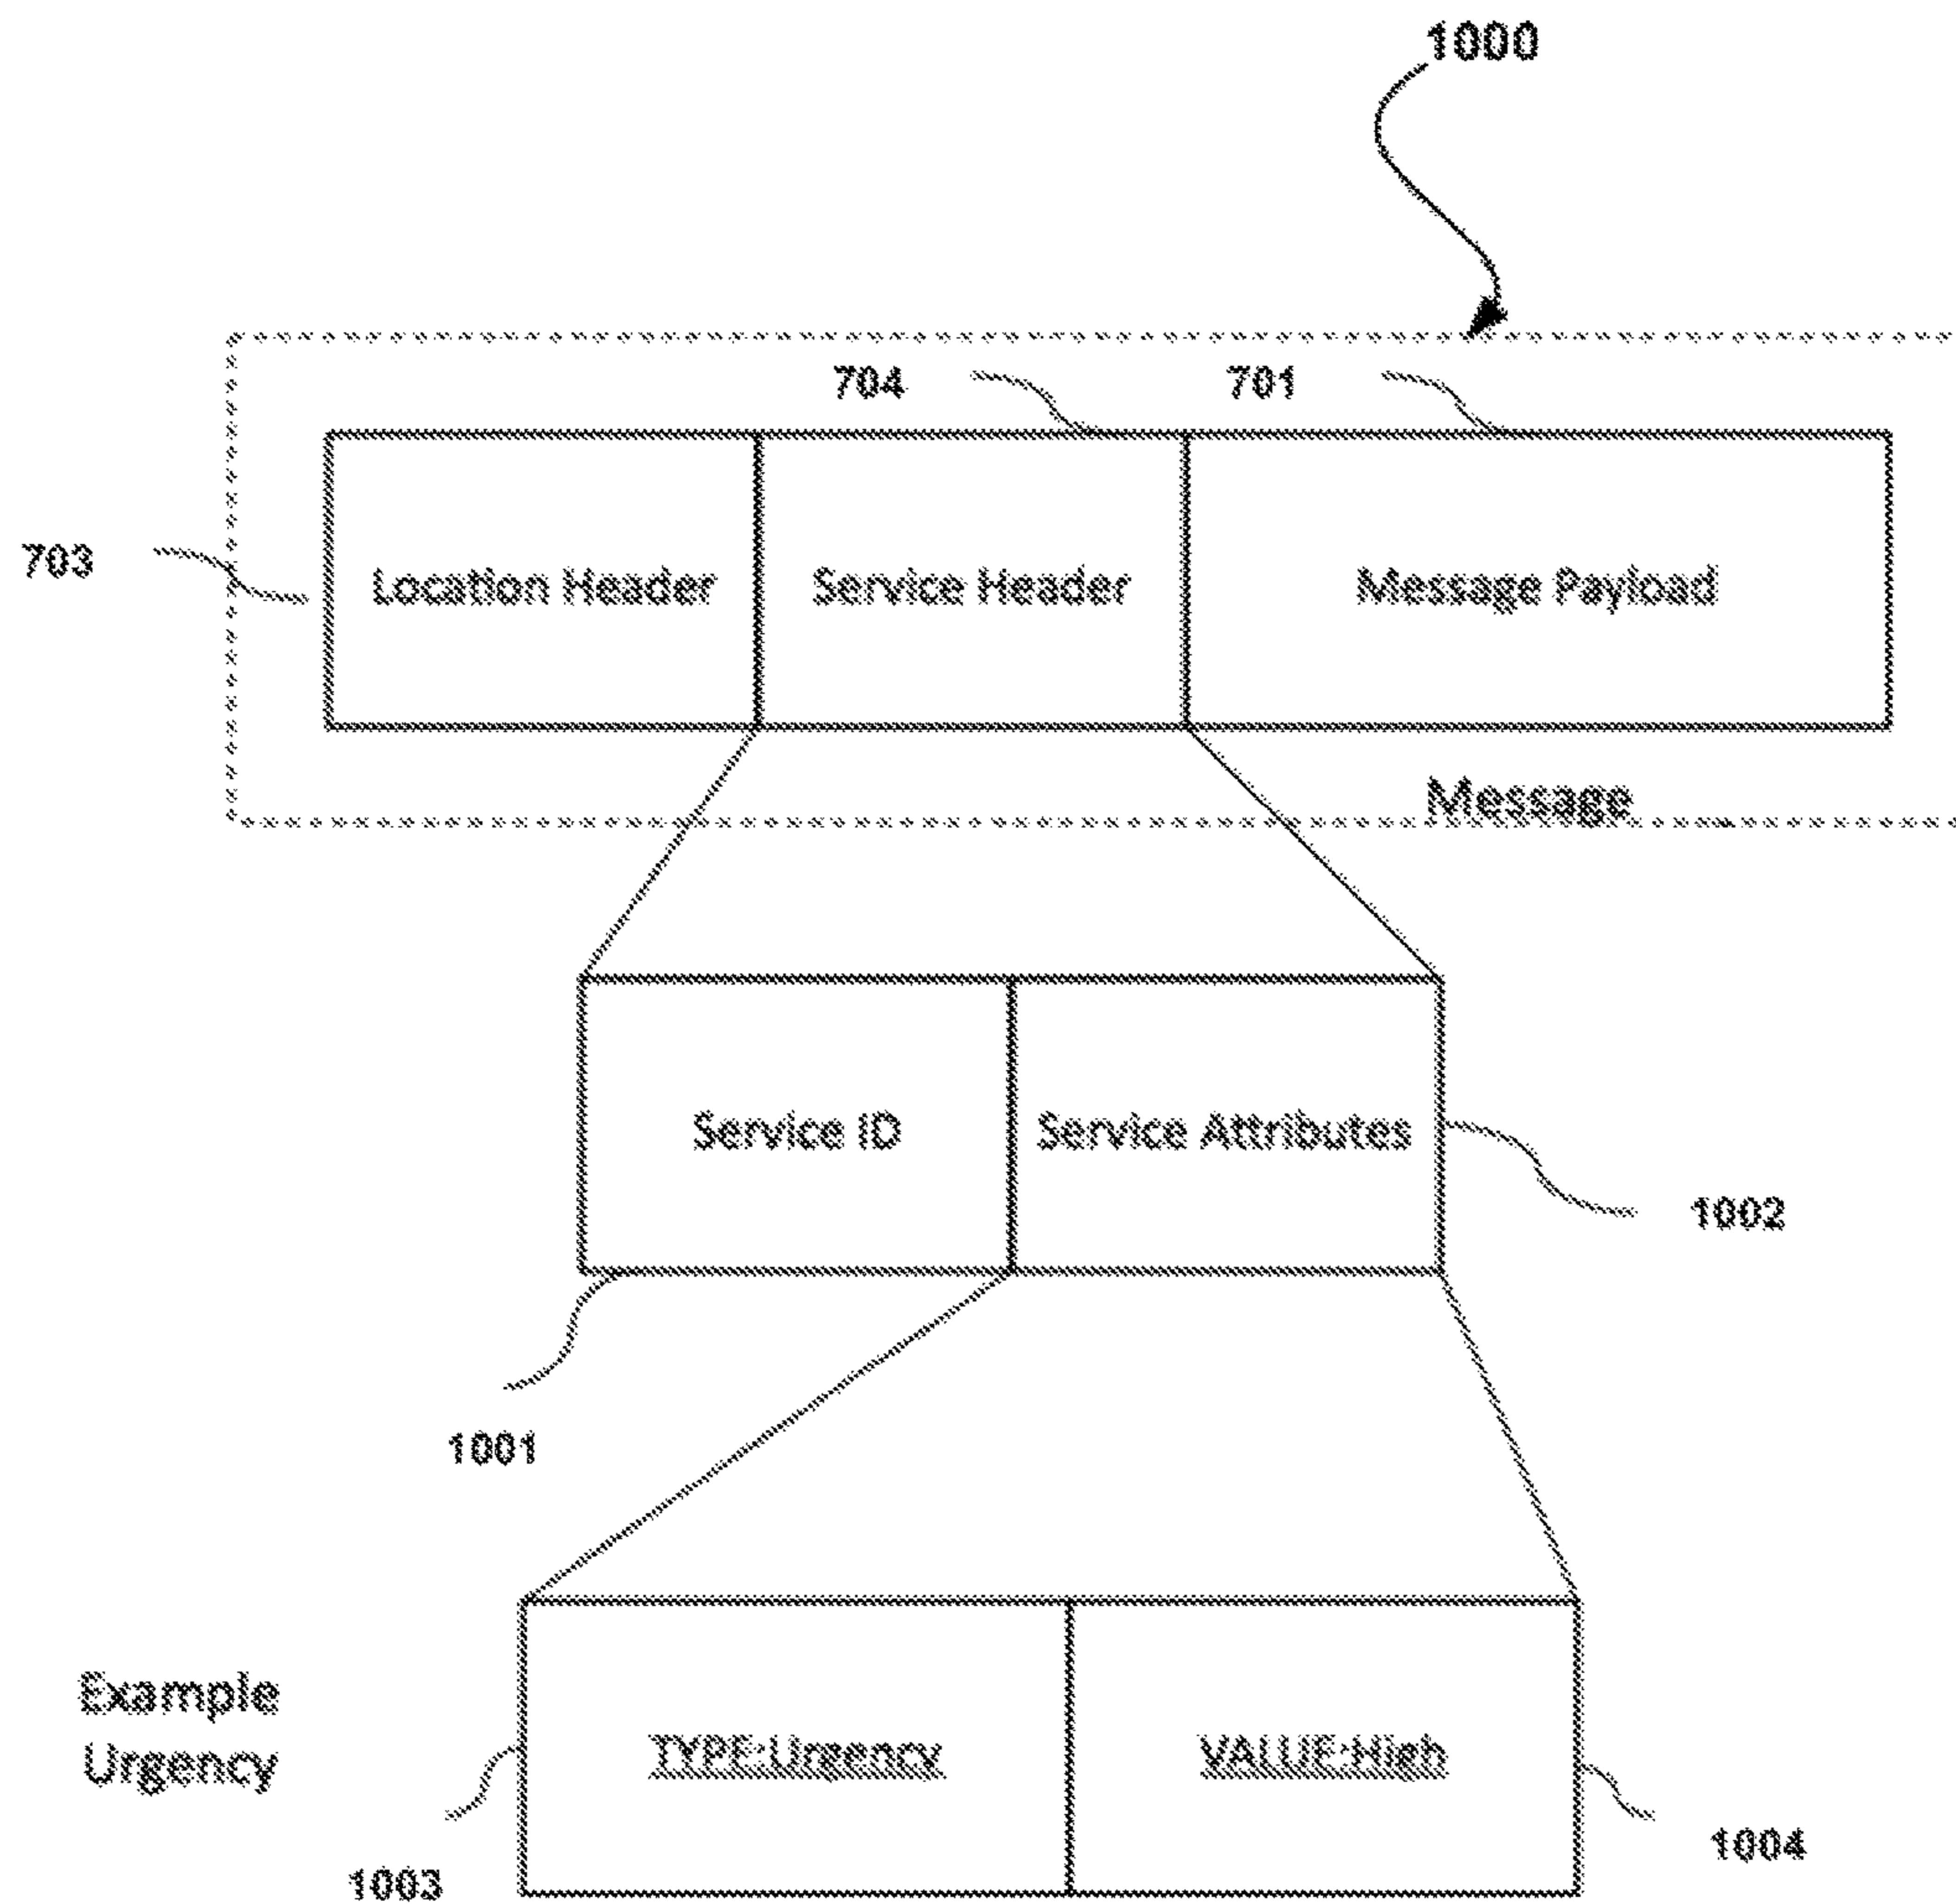 1000
704
701
703
Location Header
Service Header
Message Payload
Message
Service ID
Service Attributes
1002
1001
Example
Urgency
TYPE:Urgency
VALUE:High
1003
1004